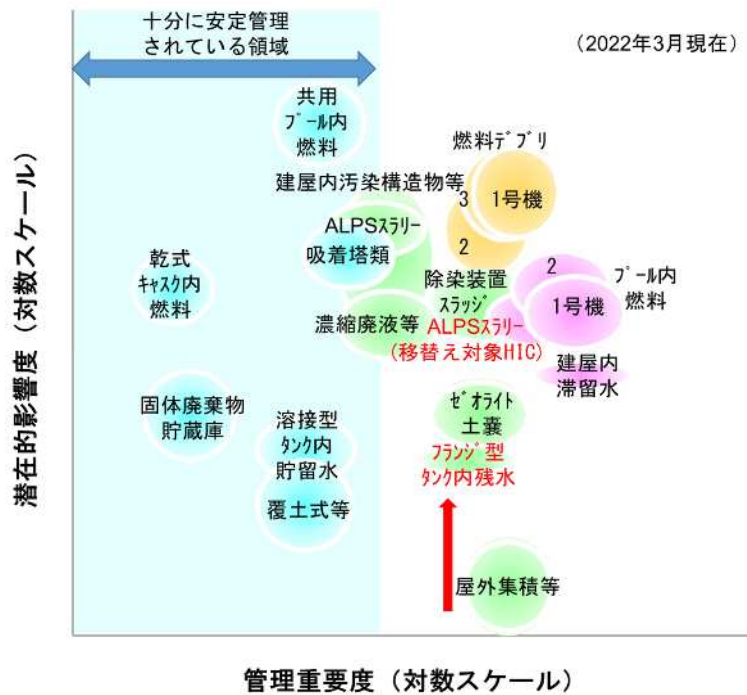 十分に安定管理
されている領域
（2022年3月現在）
共用
ﾌﾟｰﾙ内
燃料
燃料ﾃﾞﾌﾞﾘ
建屋内汚染構造物等
3
1号機
ALPSｽﾗﾘｰ
2
吸着塔類
乾式
ｷｬｽｸ内
燃料
除染装置
ｽﾗｯｼﾞ
2
ﾌﾟｰﾙ内
燃料
1号機
濃縮廃液等
ALPSｽﾗﾘｰ
(移替え対象HIC)
建屋内
滞留水
固体廃棄物
貯蔵庫
溶接型
ﾀﾝｸ内
貯留水
ｾﾞｵﾗｲﾄ
土嚢
ﾌﾗﾝｼﾞ型
ﾀﾝｸ内残水
覆土式等
屋外集積等
潜在的影響度（対数スケール）
管理重要度（対数スケール）